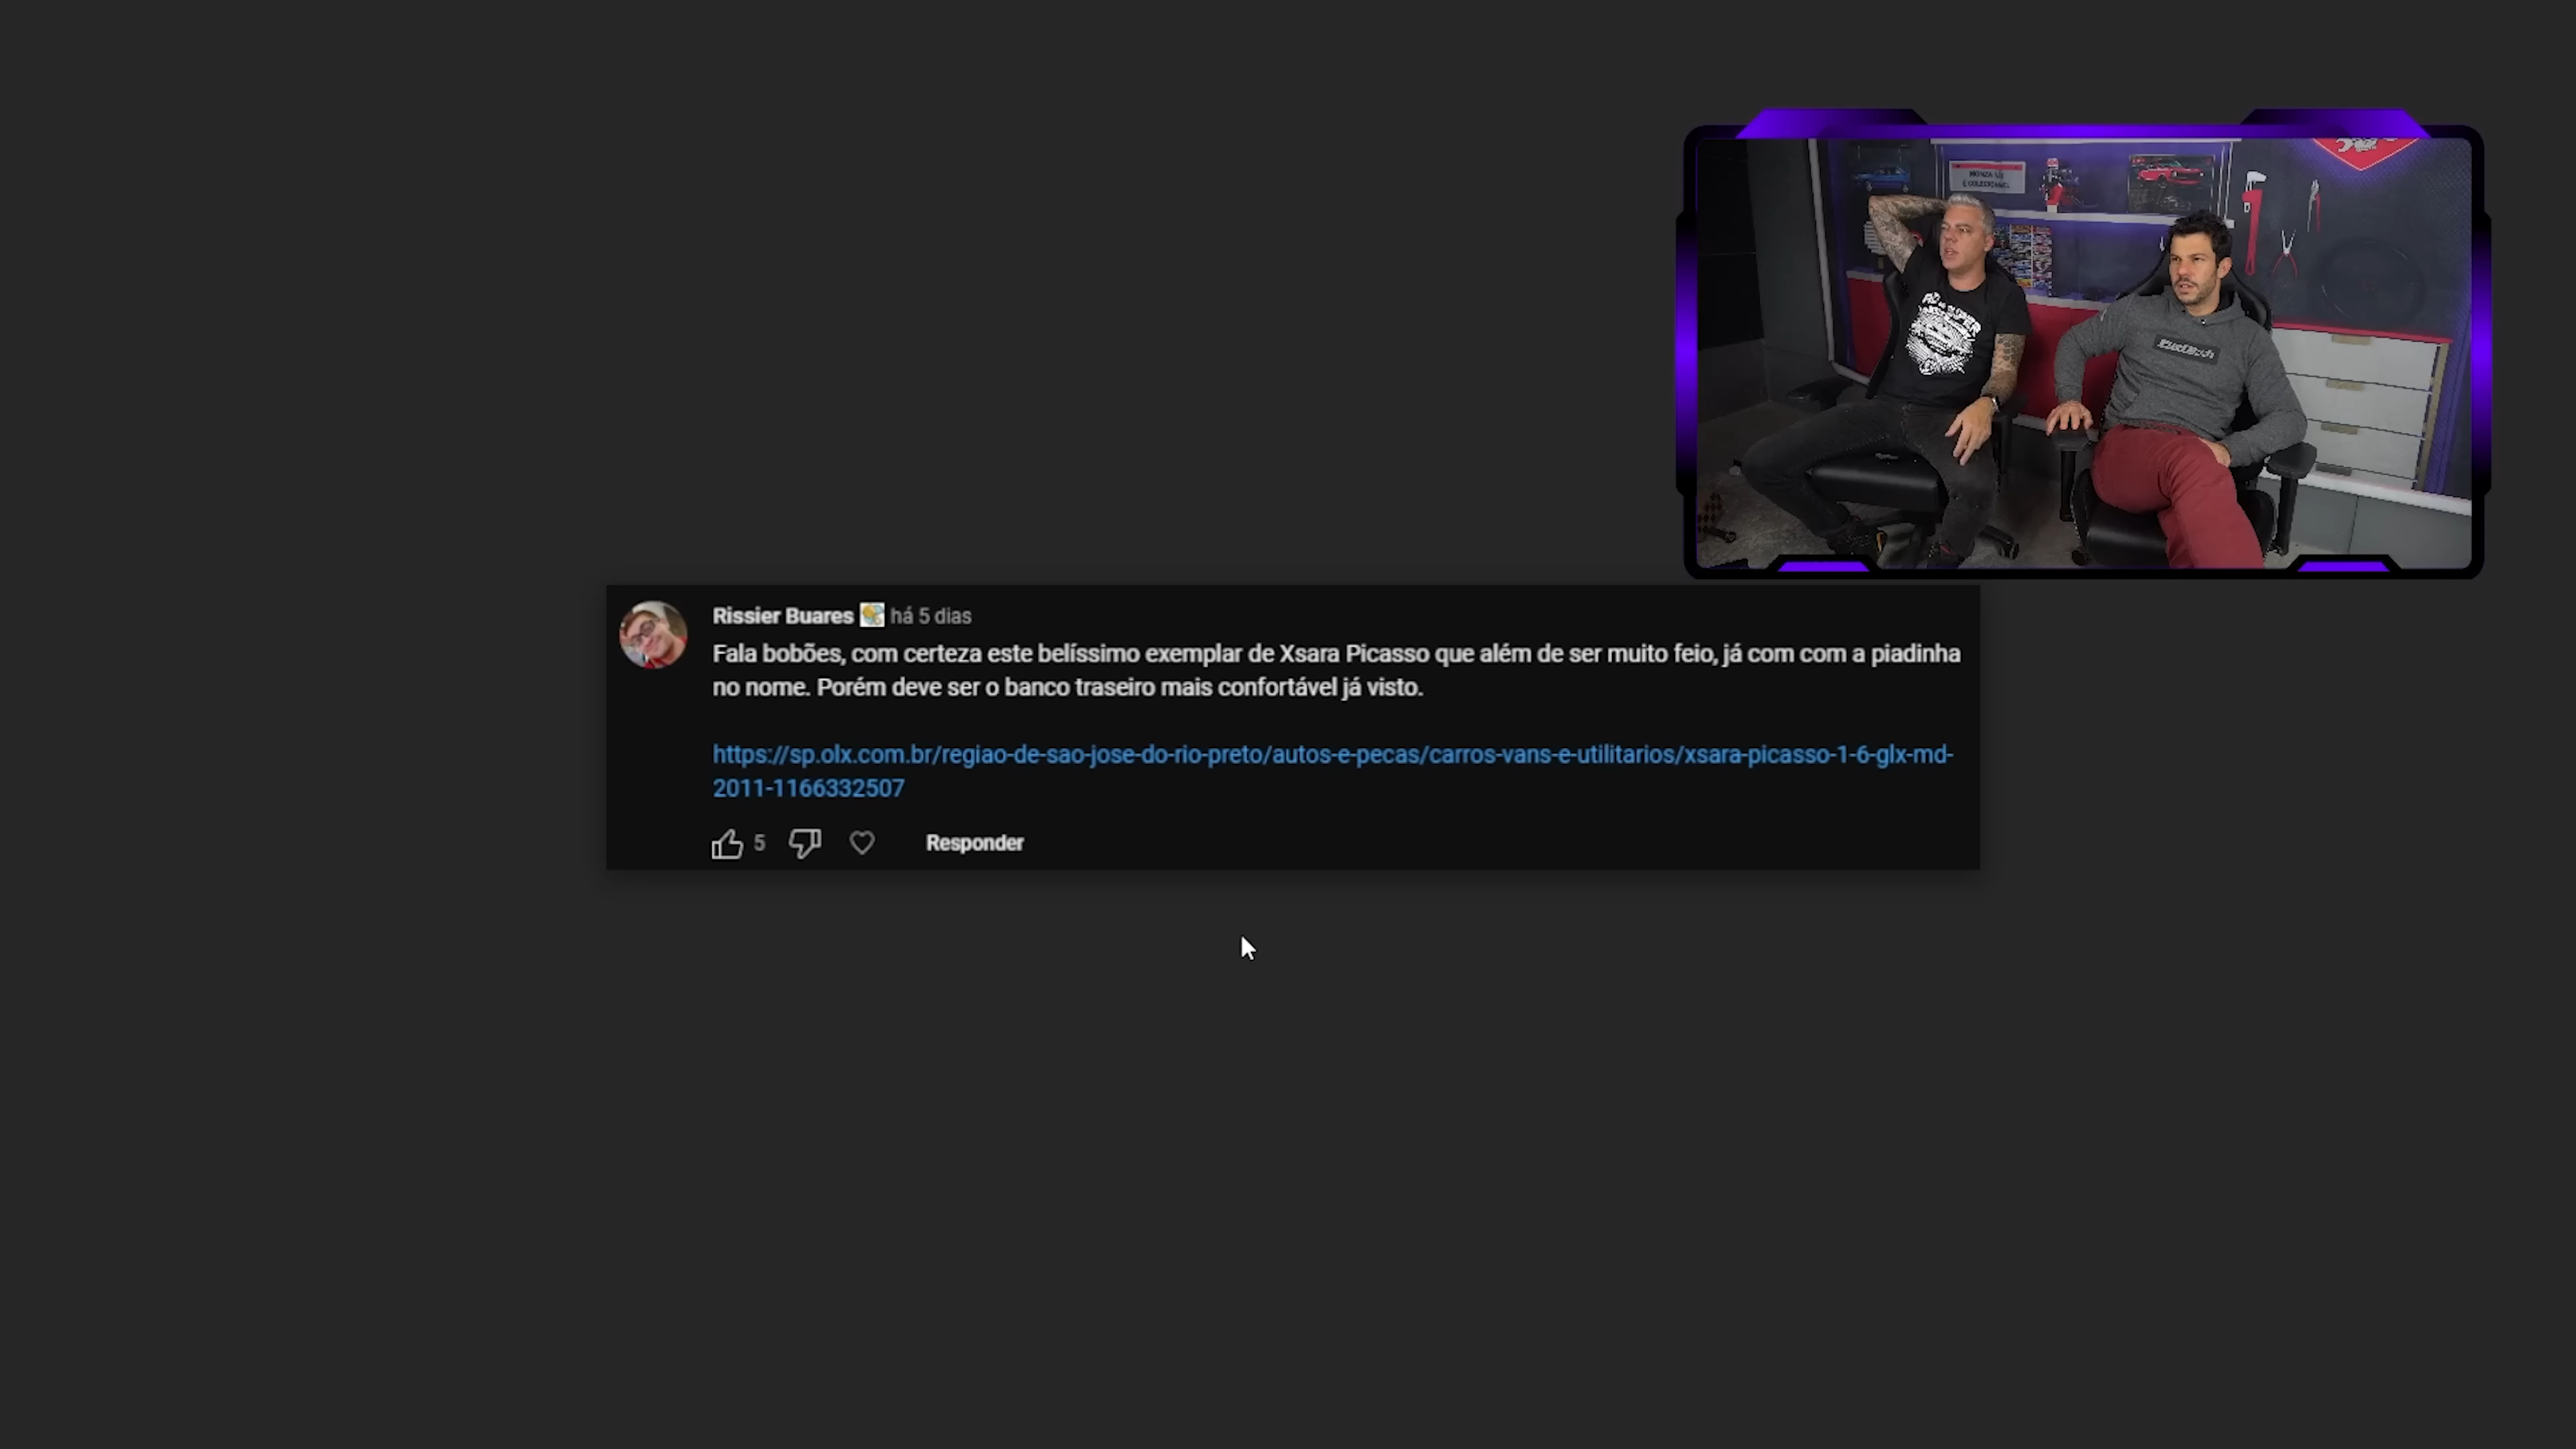 MONZA S/R
É COLECIONÁVEL
Rissier Buares há 5 dias
Fala bobões, com certeza este belíssimo exemplar de Xsara Picasso que além de ser muito feio, já com com a piadinha
no nome. Porém deve ser o banco traseiro mais confortável já visto.
https://sp.olx.com.br/regiao-de-sao-jose-do-rio-preto/autos-e-pecas/carros-vans-e-utilitarios/xsara-picasso-1-6-glx-md-
2011-1166332507
5
Responder